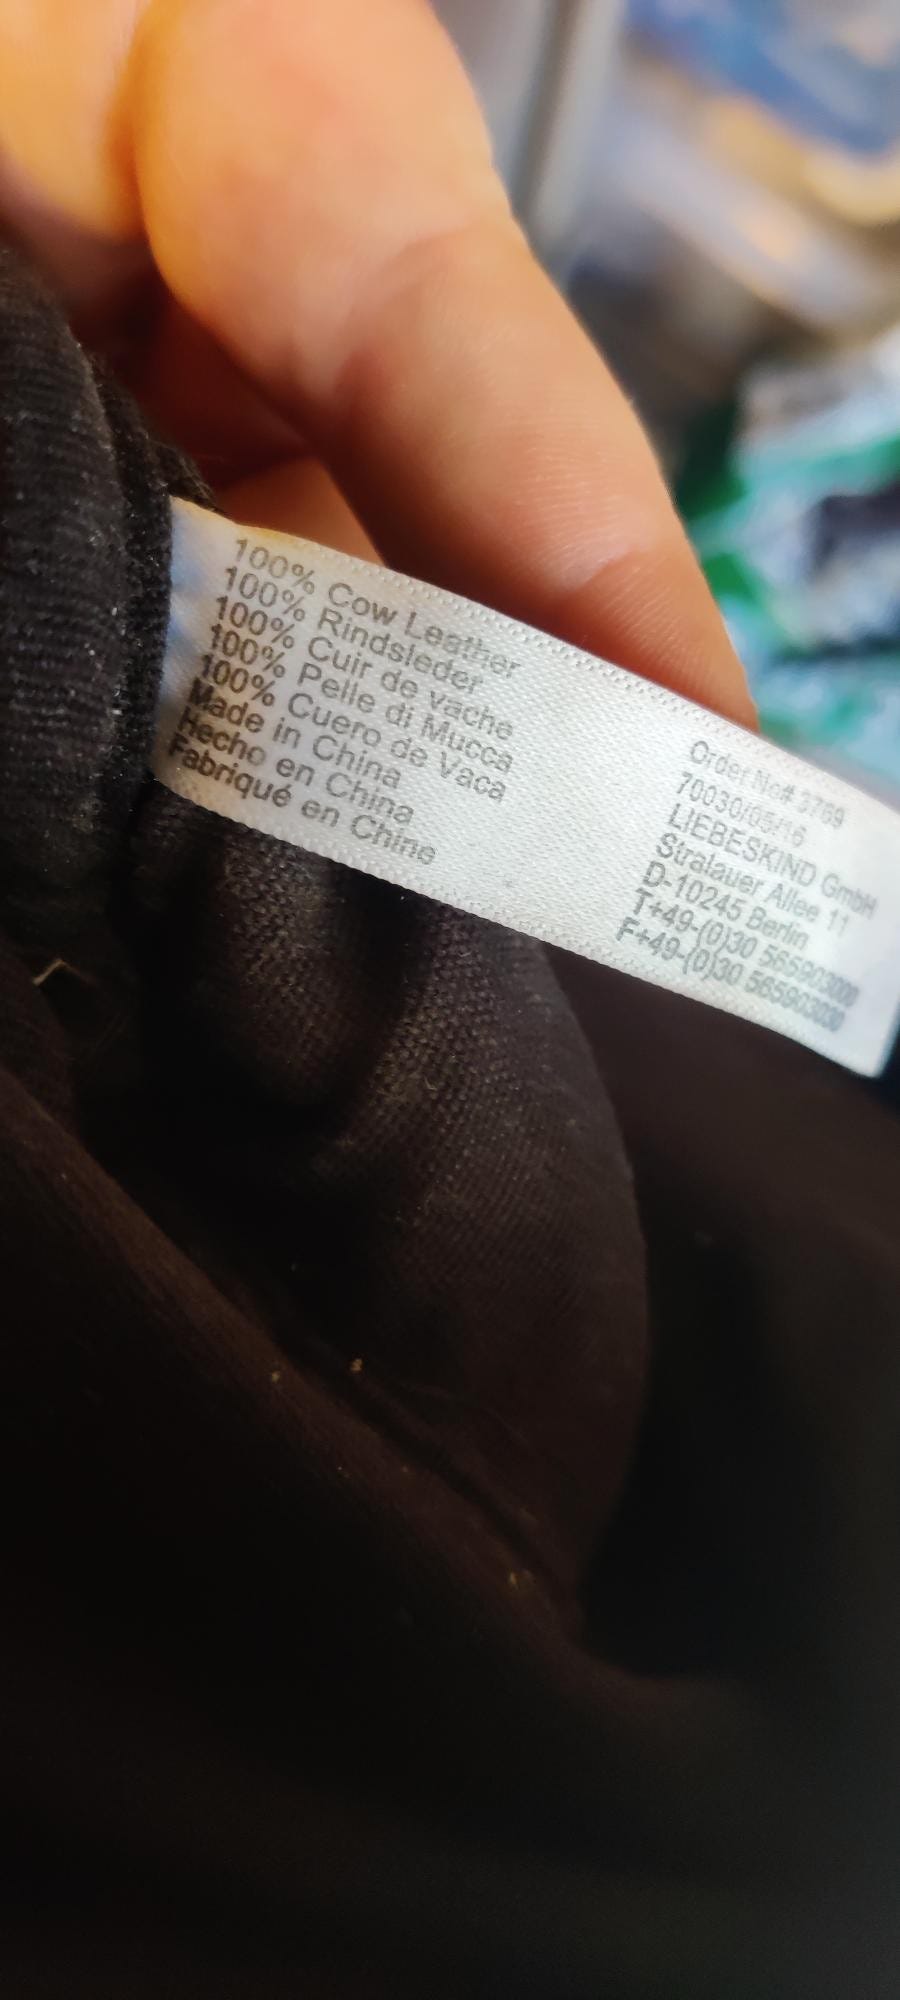 100% Cow Leather
100% Rindsleder
100% Cuir de vache
100% Pelle di Mucca
100% Cuero de Vaca
Made in China
Hecho en China
Fabriqué en Chine
Order No# 3769
70030/05/16
LIEBESKIND GmbH
Stralauer Allee 11
D-10245 Berlin
T+49-(0)30 565903000
F+49-(0)30 565903030